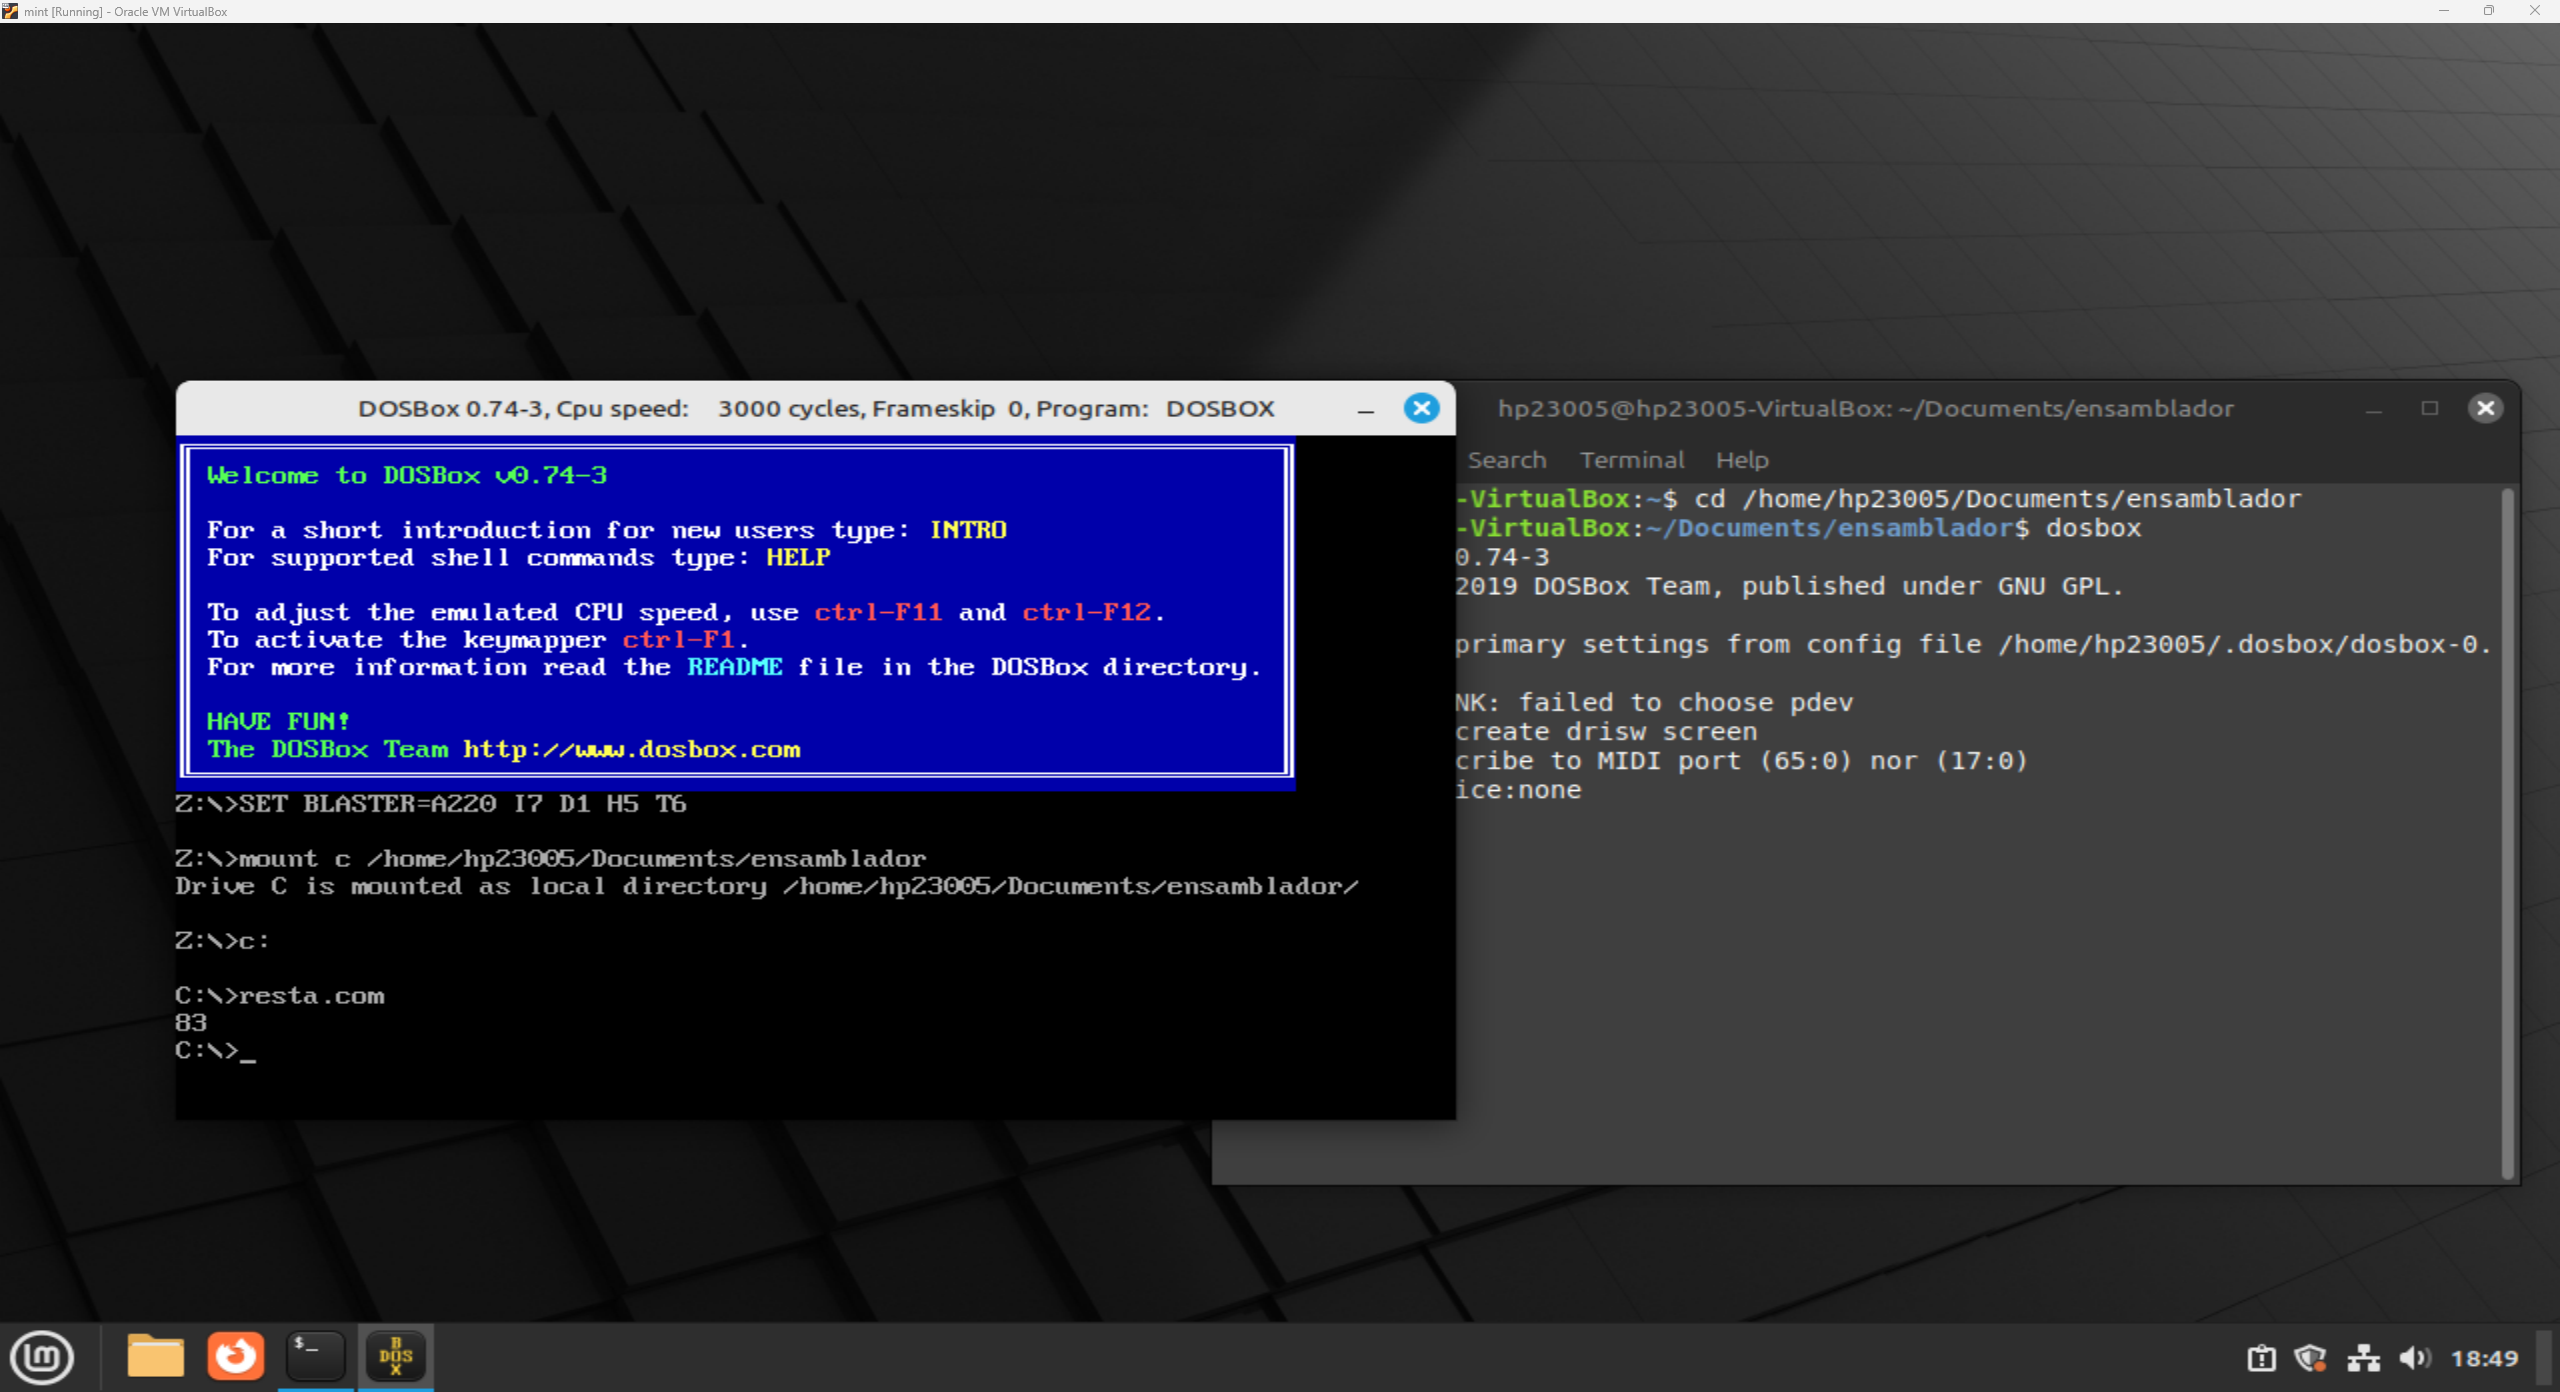 mint [Running] - Oracle VM VirtualBox
DOSBox 0.74-3, Cpu speed: 3000 cycles, Frameskip 0, Program: DOSBOX
Welcome to DOSBox v0.74-3
For a short introduction for new users type: INTRO
For supported shell commands type: HELP
To adjust the emulated CPU speed, use ctrl-F11 and ctrl-F12.
To activate the keymapper ctrl-F1.
For more information read the README file in the DOSBox directory.
HAVE FUN!
The DOSBox Team http://www.dosbox.com
Z:\>SET BLASTER=A220 I7 D1 H5 T6
Z:\>mount c /home/hp23005/Documents/ensamblador
Drive C is mounted as local directory /home/hp23005/Documents/ensamblador/
Z:\>c:
C:\>resta.com
83
C:\>_
hp23005@hp23005-VirtualBox: ~/Documents/ensamblador
Search Terminal Help
-VirtualBox:~$ cd /home/hp23005/Documents/ensamblador
-VirtualBox:~/Documents/ensamblador$ dosbox
0.74-3
2019 DOSBox Team, published under GNU GPL.
primary settings from config file /home/hp23005/.dosbox/dosbox-0.
NK: failed to choose pdev
create drisw screen
cribe to MIDI port (65:0) nor (17:0)
ice:none
$_
B
DOS
X
18:49